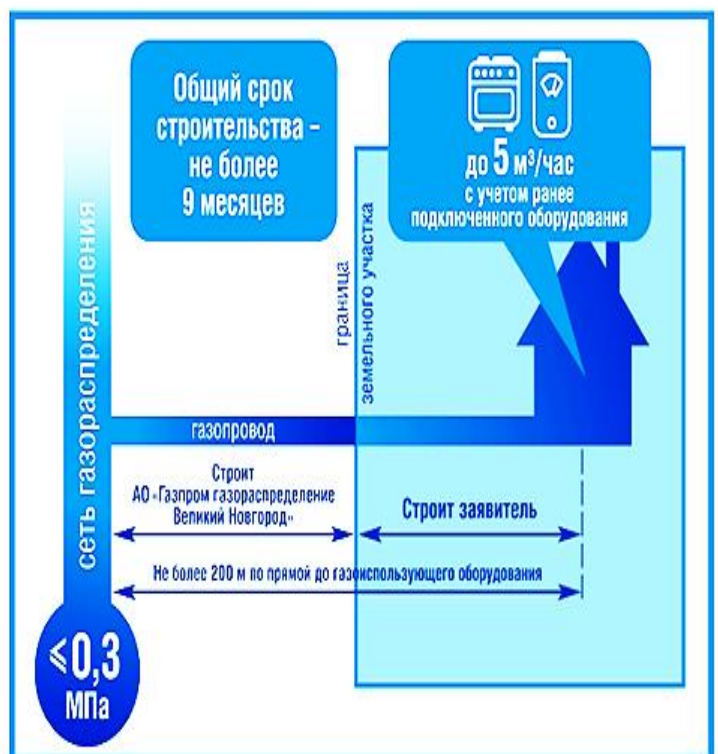 Общий срок
строительства –
не более
9 месяцев
до 5 м³/час
с учетом ранее
подключенного оборудования
сеть газораспределения
граница
земельного участка
газопровод
Строит
АО «Газпром газораспределение
Великий Новгород»
Строит заявитель
Не более 200 м по прямой до газоиспользующего оборудования
⩽0,3
МПа